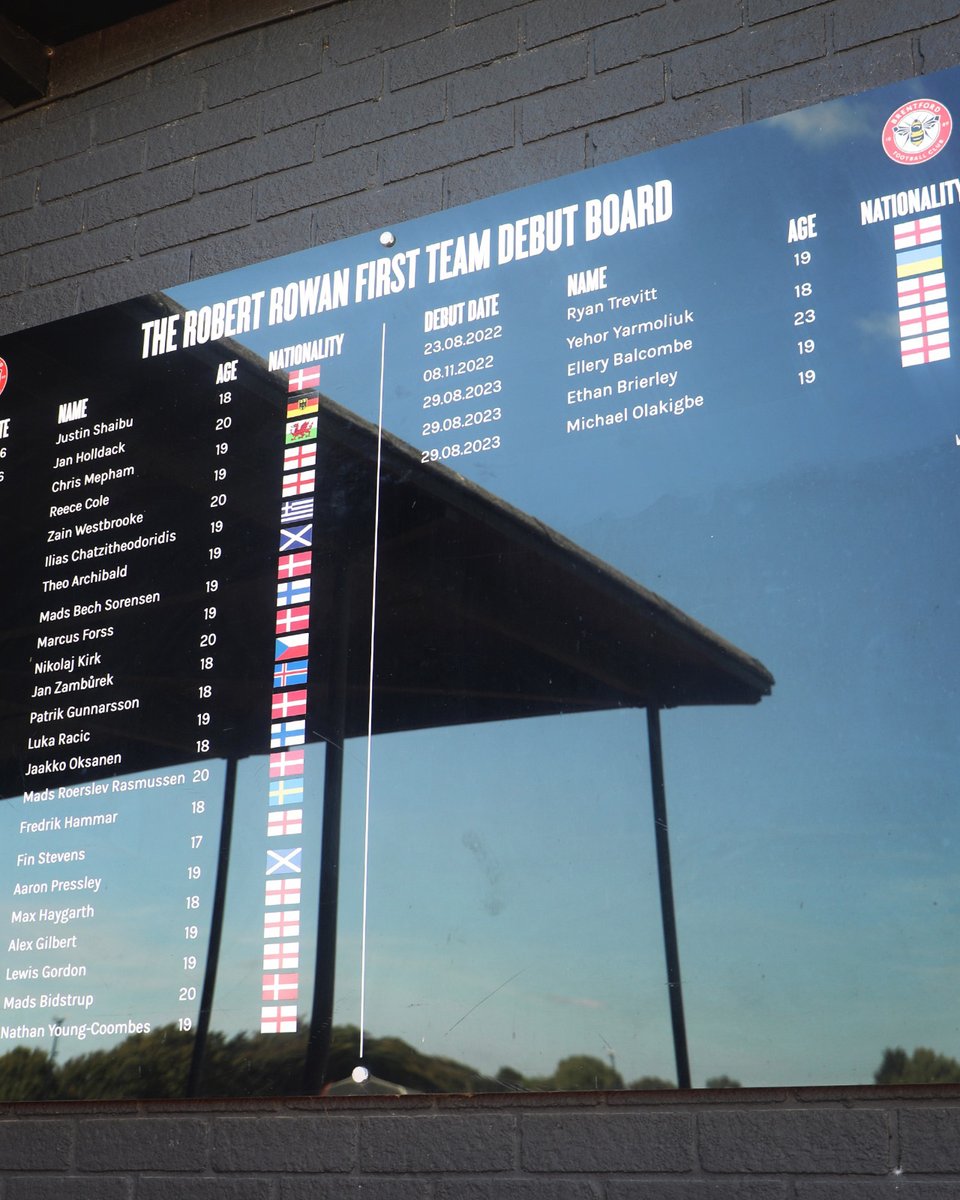 BRENTFORD
FOOTBALL CLUB
THE ROBERT ROWAN FIRST TEAM DEBUT BOARD
NAME AGE NATIONALITY
Justin Shaibu 18
Jan Holldack 20
Chris Mepham 19
Reece Cole 19
Zain Westbrooke 20
Ilias Chatzitheodoridis 19
Theo Archibald 19
Mads Bech Sorensen 19
Marcus Forss 19
Nikolaj Kirk 20
Jan Zambůrek 18
Patrik Gunnarsson 18
Luka Racic 19
Jaakko Oksanen 18
Mads Roerslev Rasmussen 20
Fredrik Hammar 18
Fin Stevens 17
Aaron Pressley 19
Max Haygarth 18
Alex Gilbert 19
Lewis Gordon 19
Mads Bidstrup 20
Nathan Young-Coombes 19
DEBUT DATE NAME AGE NATIONALITY
23.08.2022 Ryan Trevitt 19
08.11.2022 Yehor Yarmoliuk 18
29.08.2023 Ellery Balcombe 23
29.08.2023 Ethan Brierley 19
29.08.2023 Michael Olakigbe 19